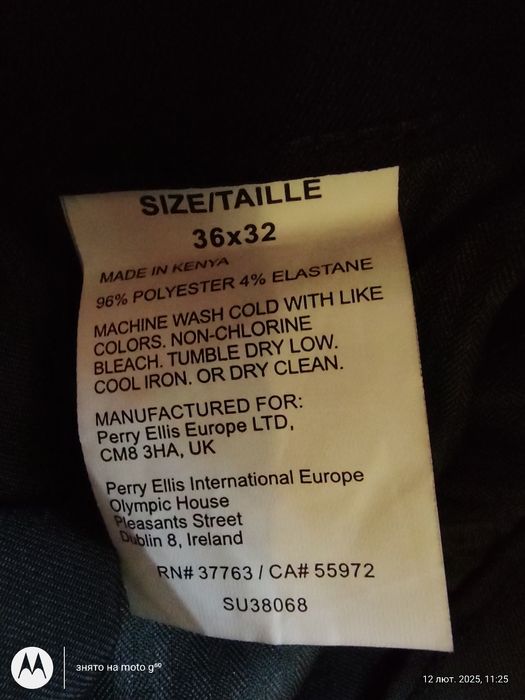 SIZE/TAILLE
36x32
MADE IN KENYA
96% POLYESTER 4% ELASTANE
MACHINE WASH COLD WITH LIKE
COLORS. NON-CHLORINE
BLEACH. TUMBLE DRY LOW.
COOL IRON. OR DRY CLEAN.
MANUFACTURED FOR:
Perry Ellis Europe LTD,
CM8 3HA, UK
Perry Ellis International Europe
Olympic House
Pleasants Street
Dublin 8, Ireland
RN# 37763 / CA# 55972
SU38068
знято на moto g⁶⁰
12 лют. 2025, 11:25